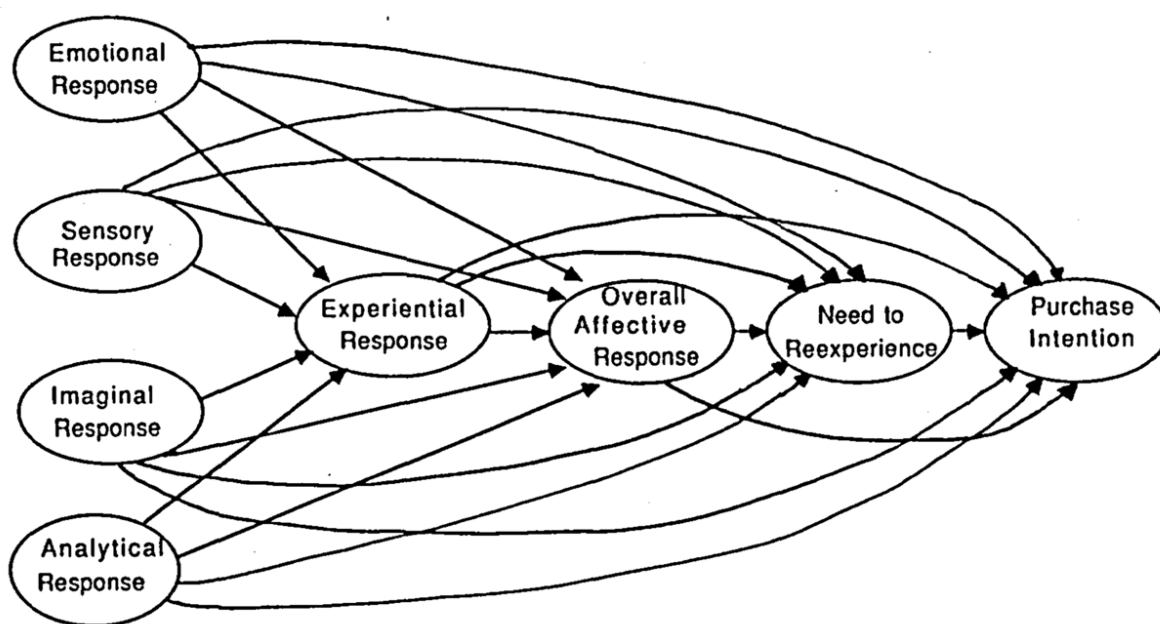 Emotional
Response
Sensory
Response
Imaginal
Response
Analytical
Response
Experiential
Response
Overall
Affective
Response
Need to
Reexperience
Purchase
Intention